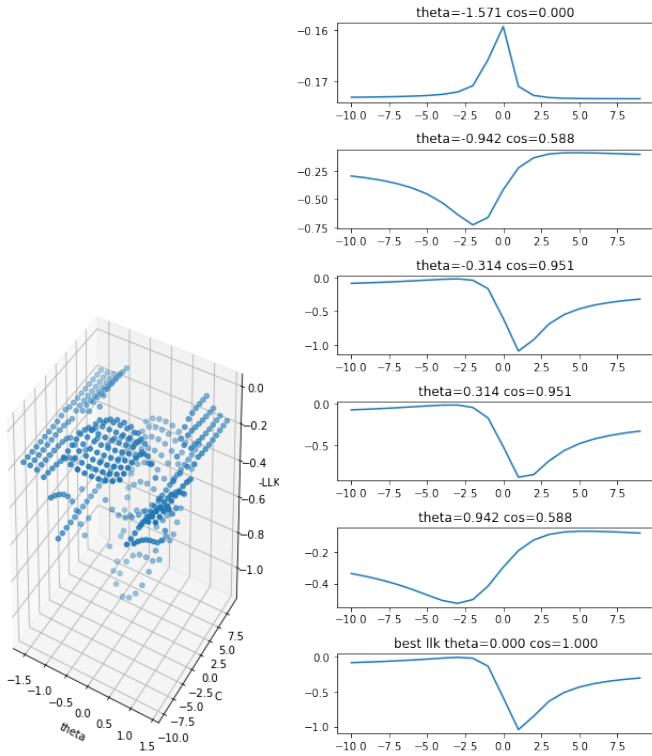 theta=-1.571 cos=0.000
−0.16
−0.17
−10.0 −7.5 −5.0 −2.5 0.0 2.5 5.0 7.5
theta=-0.942 cos=0.588
−0.25
−0.50
−0.75
−10.0 −7.5 −5.0 −2.5 0.0 2.5 5.0 7.5
theta=-0.314 cos=0.951
0.0
−0.5
−1.0
−10.0 −7.5 −5.0 −2.5 0.0 2.5 5.0 7.5
theta=0.314 cos=0.951
0.0
−0.5
−10.0 −7.5 −5.0 −2.5 0.0 2.5 5.0 7.5
theta=0.942 cos=0.588
−0.2
−0.4
−10.0 −7.5 −5.0 −2.5 0.0 2.5 5.0 7.5
best llk theta=0.000 cos=1.000
0.0
−0.5
−1.0
−10.0 −7.5 −5.0 −2.5 0.0 2.5 5.0 7.5
0.0
−0.2
−0.4
-LLK
−0.6
−0.8
−1.0
7.5
5.0
2.5
0.0
−2.5
C
−5.0
−7.5
−10.0
−1.5
−1.0
−0.5
0.0
0.5
1.0
1.5
theta